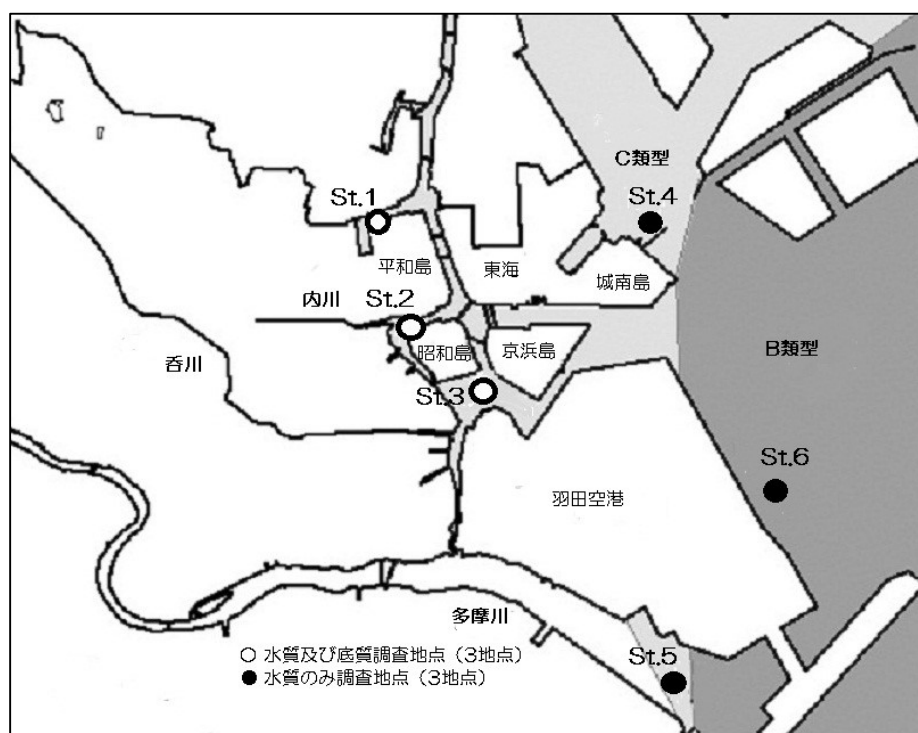 C類型
St.1
St.4
平和島
東海
城南島
内川
St.2
昭和島
京浜島
B類型
呑川
St.3
St.6
羽田空港
多摩川
○ 水質及び底質調査地点（3地点）
● 水質のみ調査地点（3地点）
St.5